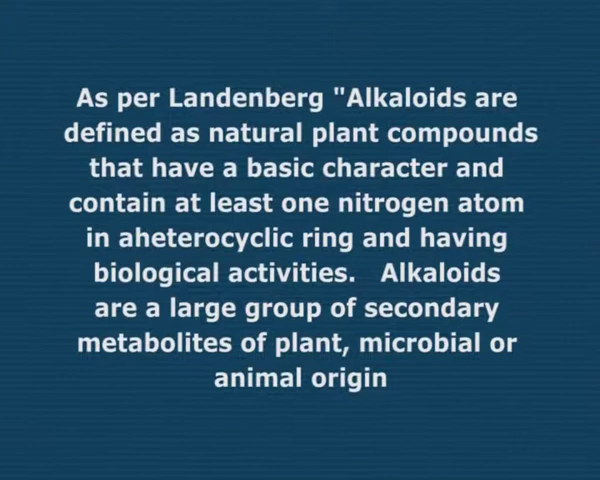 As per Landenberg "Alkaloids are
defined as natural plant compounds
that have a basic character and
contain at least one nitrogen atom
in aheterocyclic ring and having
biological activities.   Alkaloids
are a large group of secondary
metabolites of plant, microbial or
animal origin